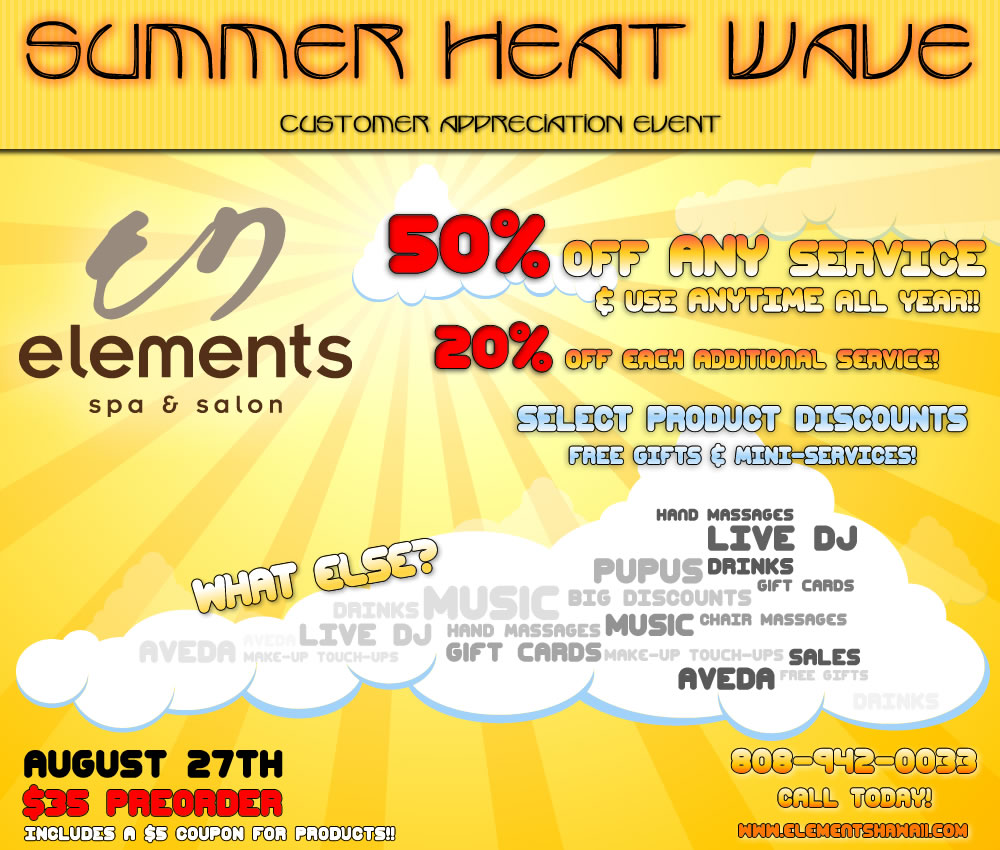 SUMMER HEAT WAVE
CUSTOMER APPRECIATION EVENT
elements
spa & salon
50% OFF ANY SERVICE
& USE ANYTIME ALL YEAR!!
20% OFF EACH ADDITIONAL SERVICE!
SELECT PRODUCT DISCOUNTS
FREE GIFTS & MINI-SERVICES!
WHAT ELSE?
HAND MASSAGES
LIVE DJ
PUPUS DRINKS
GIFT CARDS
DRINKS MUSIC BIG DISCOUNTS
AVEDA LIVE DJ HAND MASSAGES MUSIC CHAIR MASSAGES
AVEDA MAKE-UP TOUCH-UPS GIFT CARDS MAKE-UP TOUCH-UPS SALES
AVEDA FREE GIFTS
DRINKS
AUGUST 27TH
$35 PREORDER
INCLUDES A $5 COUPON FOR PRODUCTS!!
808-942-0033
CALL TODAY!
WWW.ELEMENTSHAWAII.COM